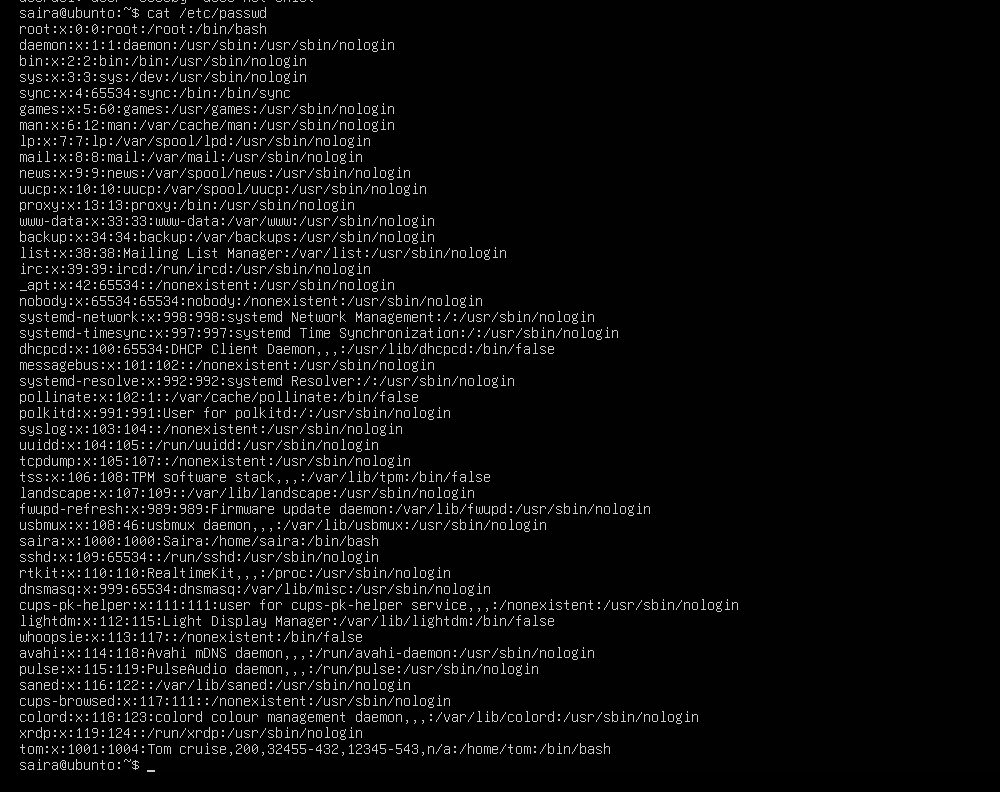 saira@ubunto:~$ cat /etc/passwd
root:x:0:0:root:/root:/bin/bash
daemon:x:1:1:daemon:/usr/sbin:/usr/sbin/nologin
bin:x:2:2:bin:/bin:/usr/sbin/nologin
sys:x:3:3:sys:/dev:/usr/sbin/nologin
sync:x:4:65534:sync:/bin:/bin/sync
games:x:5:60:games:/usr/games:/usr/sbin/nologin
man:x:6:12:man:/var/cache/man:/usr/sbin/nologin
lp:x:7:7:lp:/var/spool/lpd:/usr/sbin/nologin
mail:x:8:8:mail:/var/mail:/usr/sbin/nologin
news:x:9:9:news:/var/spool/news:/usr/sbin/nologin
uucp:x:10:10:uucp:/var/spool/uucp:/usr/sbin/nologin
proxy:x:13:13:proxy:/bin:/usr/sbin/nologin
www-data:x:33:33:www-data:/var/www:/usr/sbin/nologin
backup:x:34:34:backup:/var/backups:/usr/sbin/nologin
list:x:38:38:Mailing List Manager:/var/list:/usr/sbin/nologin
irc:x:39:39:ircd:/run/ircd:/usr/sbin/nologin
_apt:x:42:65534::/nonexistent:/usr/sbin/nologin
nobody:x:65534:65534:nobody:/nonexistent:/usr/sbin/nologin
systemd-network:x:998:998:systemd Network Management:/:/usr/sbin/nologin
systemd-timesync:x:997:997:systemd Time Synchronization:/:/usr/sbin/nologin
dhcpcd:x:100:65534:DHCP Client Daemon,,,:/usr/lib/dhcpcd:/bin/false
messagebus:x:101:102::/nonexistent:/usr/sbin/nologin
systemd-resolve:x:992:992:systemd Resolver:/:/usr/sbin/nologin
pollinate:x:102:1::/var/cache/pollinate:/bin/false
polkitd:x:991:991:User for polkitd:/:/usr/sbin/nologin
syslog:x:103:104::/nonexistent:/usr/sbin/nologin
uuidd:x:104:105::/run/uuidd:/usr/sbin/nologin
tcpdump:x:105:107::/nonexistent:/usr/sbin/nologin
tss:x:106:108:TPM software stack,,,:/var/lib/tpm:/bin/false
landscape:x:107:109::/var/lib/landscape:/usr/sbin/nologin
fwupd-refresh:x:989:989:Firmware update daemon:/var/lib/fwupd:/usr/sbin/nologin
usbmux:x:108:46:usbmux daemon,,,:/var/lib/usbmux:/usr/sbin/nologin
saira:x:1000:1000:Saira:/home/saira:/bin/bash
sshd:x:109:65534::/run/sshd:/usr/sbin/nologin
rtkit:x:110:110:RealtimeKit,,,:/proc:/usr/sbin/nologin
dnsmasq:x:999:65534:dnsmasq:/var/lib/misc:/usr/sbin/nologin
cups-pk-helper:x:111:111:user for cups-pk-helper service,,,:/nonexistent:/usr/sbin/nologin
lightdm:x:112:115:Light Display Manager:/var/lib/lightdm:/bin/false
whoopsie:x:113:117::/nonexistent:/bin/false
avahi:x:114:118:Avahi mDNS daemon,,,:/run/avahi-daemon:/usr/sbin/nologin
pulse:x:115:119:PulseAudio daemon,,,:/run/pulse:/usr/sbin/nologin
saned:x:116:122::/var/lib/saned:/usr/sbin/nologin
cups-browsed:x:117:111::/nonexistent:/usr/sbin/nologin
colord:x:118:123:colord colour management daemon,,,:/var/lib/colord:/usr/sbin/nologin
xrdp:x:119:124::/run/xrdp:/usr/sbin/nologin
tom:x:1001:1004:Tom cruise,200,32455-432,12345-543,n/a:/home/tom:/bin/bash
saira@ubunto:~$ _